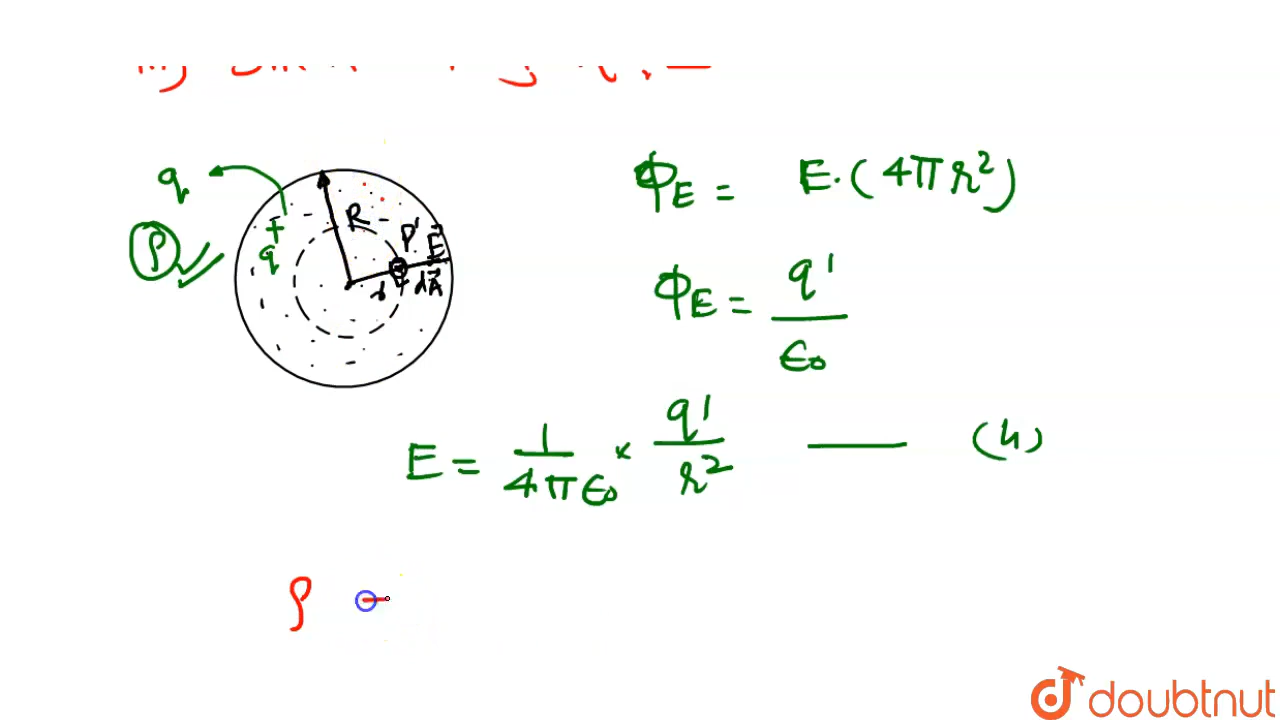 q
ρ
+
q
R
P'
E⃗
r
dA⃗
ϕE = E.(4πr²)
ϕE = q'/ϵ₀
E = 1/4πϵ₀ × q'/r² —— (4)
ρ =
doubtnut